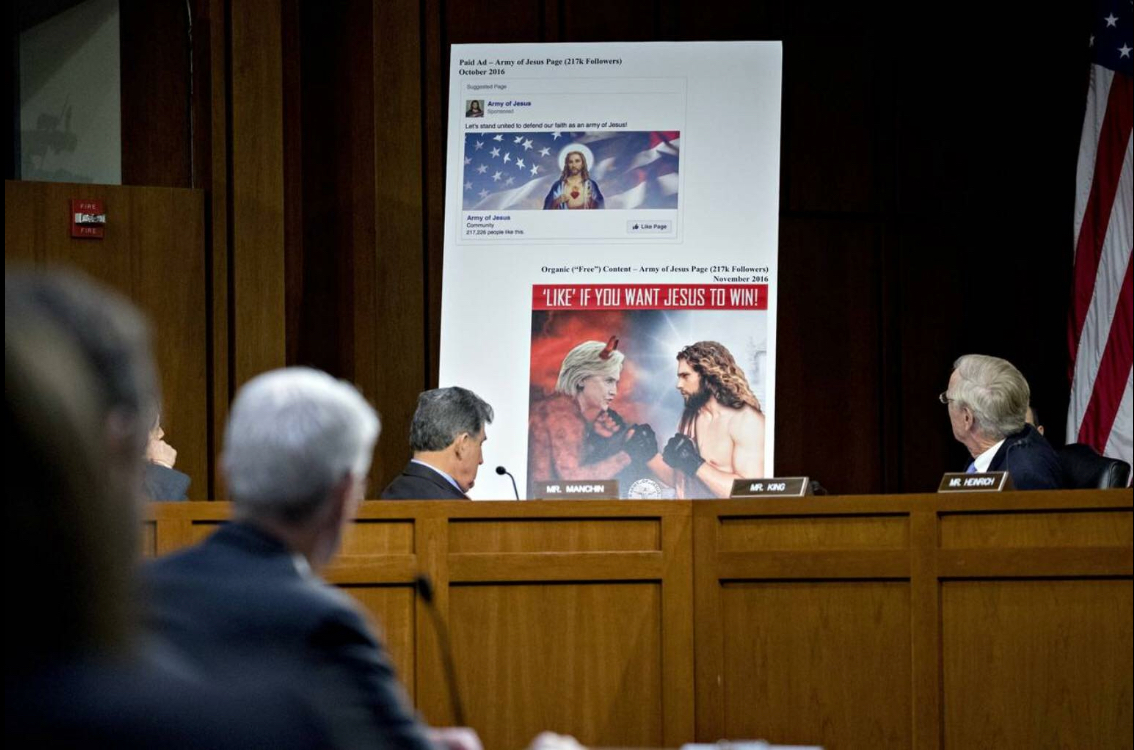 Paid Ad – Army of Jesus Page (217k Followers)
October 2016
Suggested Page
Army of Jesus
Sponsored
Let's stand united to defend our faith as an army of Jesus!
Army of Jesus
Community
217,226 people like this.
Like Page
Organic ("Free") Content – Army of Jesus Page (217k Followers)
November 2016
'LIKE' IF YOU WANT JESUS TO WIN!
FIRE
FIRE
MR. MANCHIN
MR. KING
MR. HEINRICH